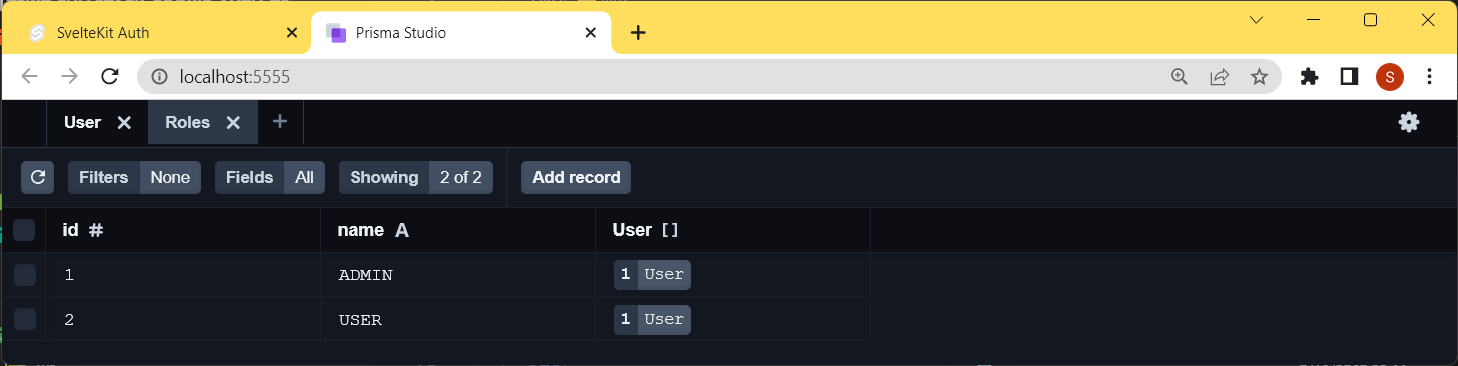 SvelteKit Auth Prisma Studio
localhost:5555 S
User Roles
Filters None Fields All Showing 2 of 2 Add record
id # name A User []
1 ADMIN 1 User
2 USER 1 User